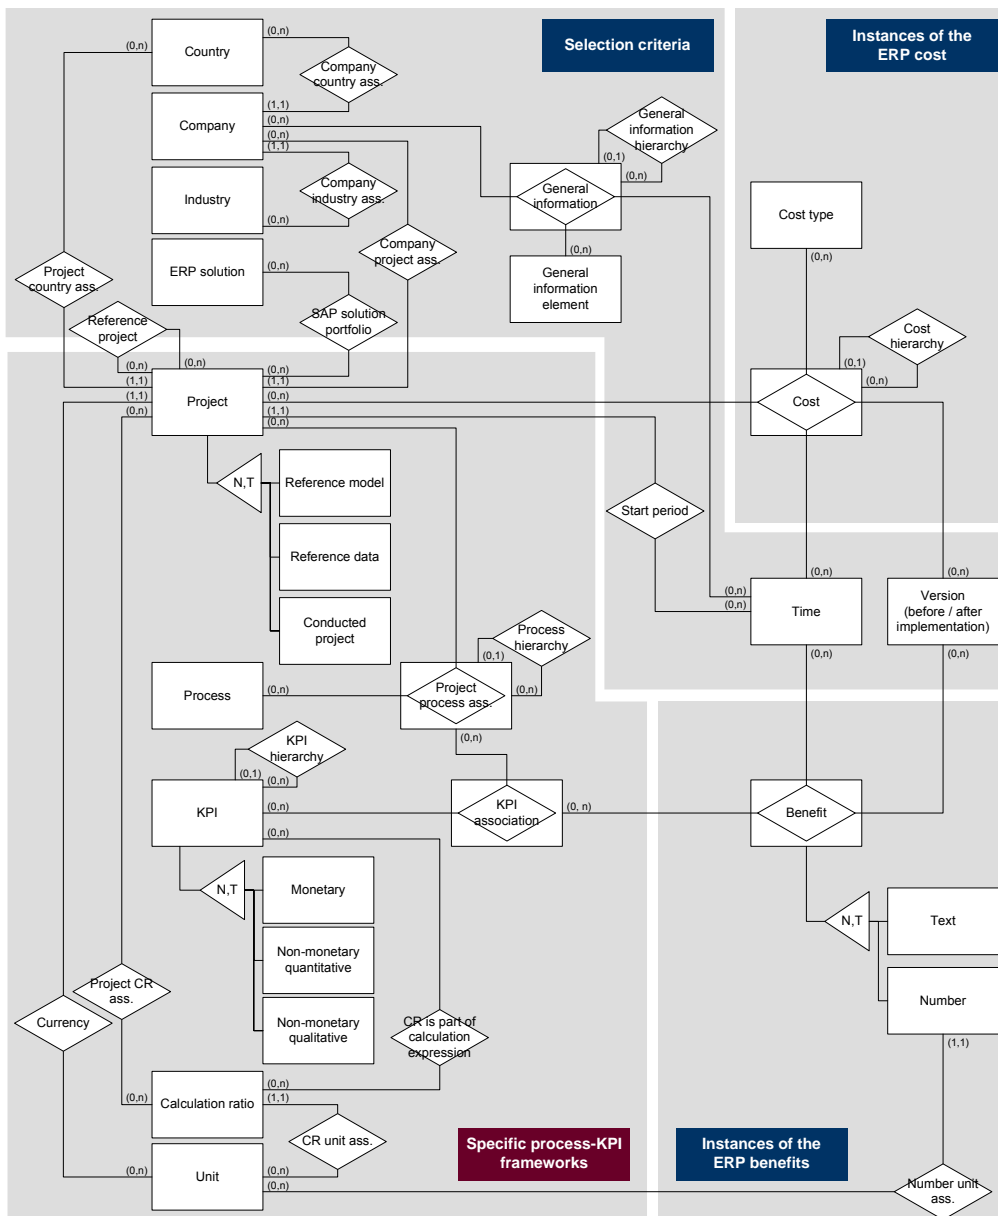 Selection criteria
Instances of the
ERP cost
(0,n)
Country
(0,n)
Company
country ass.
(1,1)
(0,n)
(0,n)
(1,1)
Company
General
information
hierarchy
(0,1)
(0,n)
General
information
(0,n)
General
information
element
Industry
(0,n)
Company
industry ass.
Cost type
(0,n)
ERP solution
(0,n)
Company
project ass.
Project
country ass.
SAP solution
portfolio
Reference
project
(0,n)
(0,n)
(1,1)
(1,1)
(0,n)
(0,n)
Project
(0,n)
(1,1)
(0,n)
(1,1)
(0,n)
Cost
hierarchy
(0,1)
(0,n)
Cost
N,T
Reference model
Reference data
Conducted
project
Start period
(0,n)
(0,n)
(0,n)
Time
(0,n)
(0,n)
Version
(before / after
implementation)
(0,n)
Process
hierarchy
(0,1)
(0,n)
Process
(0,n)
Project
process ass.
(0,n)
KPI
hierarchy
(0,1)
(0,n)
KPI
(0,n)
(0,n)
KPI
association
(0, n)
Benefit
N,T
Monetary
Non-monetary
quantitative
Non-monetary
qualitative
N,T
Text
Number
(1,1)
Project CR
ass.
Currency
CR is part of
calculation
expression
(0,n)
Calculation ratio
(0,n)
(1,1)
CR unit ass.
(0,n)
Unit
(0,n)
(0,n)
Specific process-KPI
frameworks
Instances of the
ERP benefits
Number unit
ass.